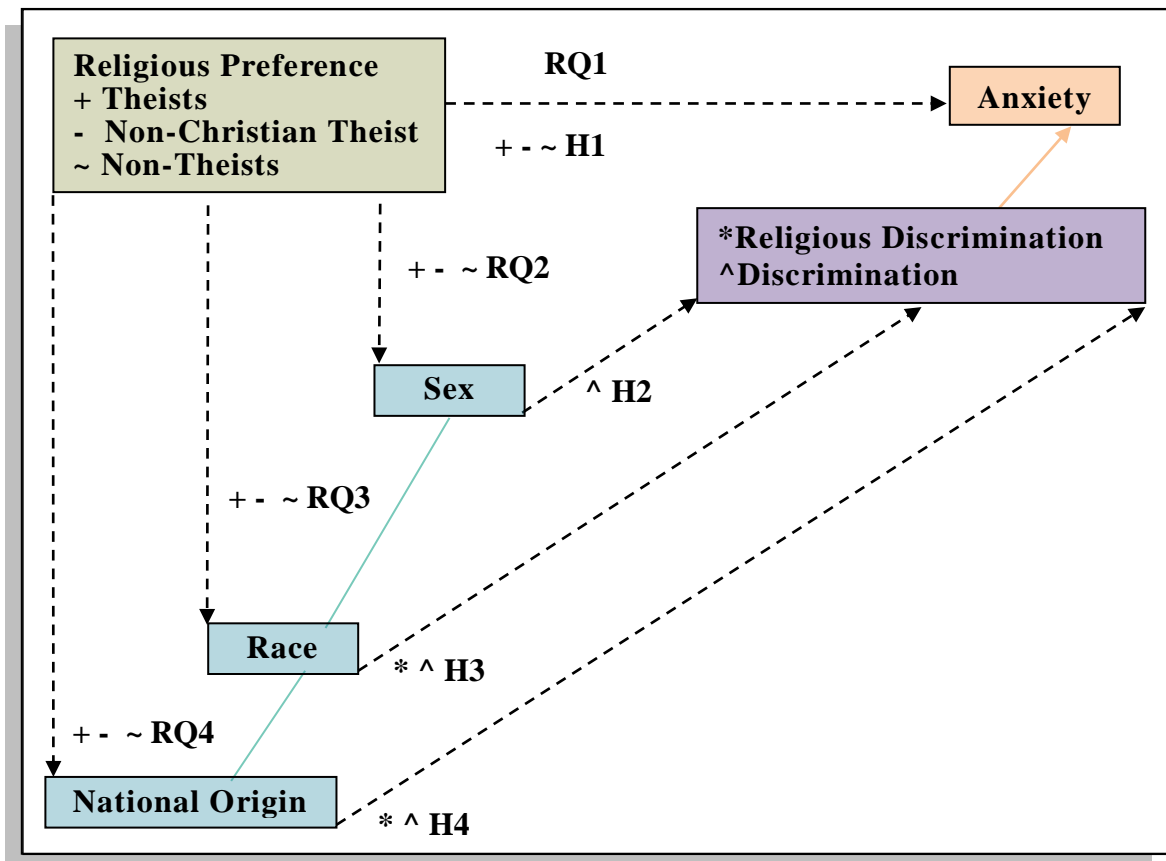 Religious Preference
+ Theists
- Non-Christian Theist
~ Non-Theists
RQ1
+ - ~ H1
Anxiety
*Religious Discrimination
^Discrimination
+ - ~ RQ2
Sex
^ H2
+ - ~ RQ3
Race
* ^ H3
+ - ~ RQ4
National Origin
* ^ H4